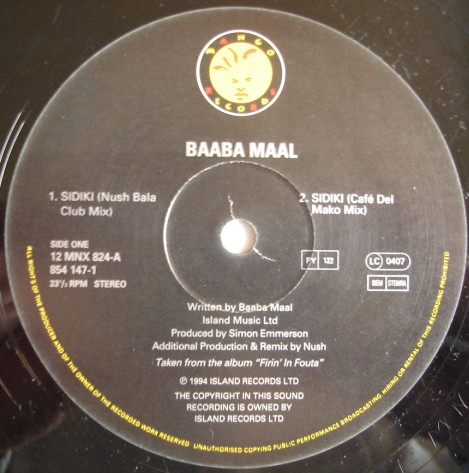 MANGO
RECORDS
BAABA MAAL
1. SIDIKI (Nush Bala
Club Mix)
2. SIDIKI (Café Del
Mako Mix)
SIDE ONE
12 MNX 824-A
854 147-1
33⅓ RPM STEREO
PY 122
LC 0407
BIEM STEMRA
Written by Baaba Maal
Island Music Ltd
Produced by Simon Emmerson
Additional Production & Remix by Nush
Taken from the album "Firin' In Fouta"
℗ 1994 ISLAND RECORDS LTD
THE COPYRIGHT IN THIS SOUND
RECORDING IS OWNED BY
ISLAND RECORDS LTD
ALL RIGHTS OF THE PRODUCER AND OF THE OWNER OF THE RECORDED WORK RESERVED UNAUTHORISED COPYING PUBLIC PERFORMANCE BROADCASTING HIRING OR RENTAL OF THIS RECORDING PROHIBITED